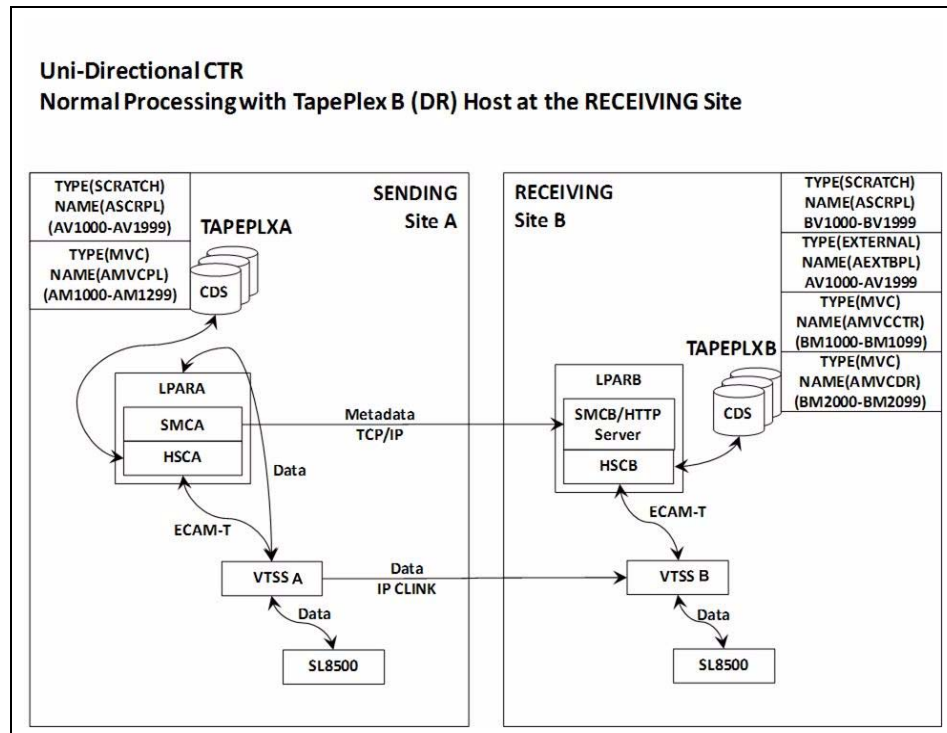 Uni-Directional CTR
Normal Processing with TapePlex B (DR) Host at the RECEIVING Site
TYPE(SCRATCH)
NAME(ASCRPL)
(AV1000-AV1999)
TYPE(MVC)
NAME(AMVCPL)
(AM1000-AM1299)
TAPEPLXA
CDS
SENDING
Site A
LPARA
SMCA
HSCA
Data
ECAM-T
VTSS A
Data
SL8500
Metadata
TCP/IP
Data
IP CLINK
RECEIVING
Site B
TYPE(SCRATCH)
NAME(ASCRPL)
BV1000-BV1999
TYPE(EXTERNAL)
NAME(AEXTBPL)
AV1000-AV1999
TYPE(MVC)
NAME(AMVCCTR)
(BM1000-BM1099)
TYPE(MVC)
NAME(AMVCDR)
(BM2000-BM2099)
TAPEPLXB
CDS
LPARB
SMCB/HTTP
Server
HSCB
ECAM-T
VTSS B
Data
SL8500